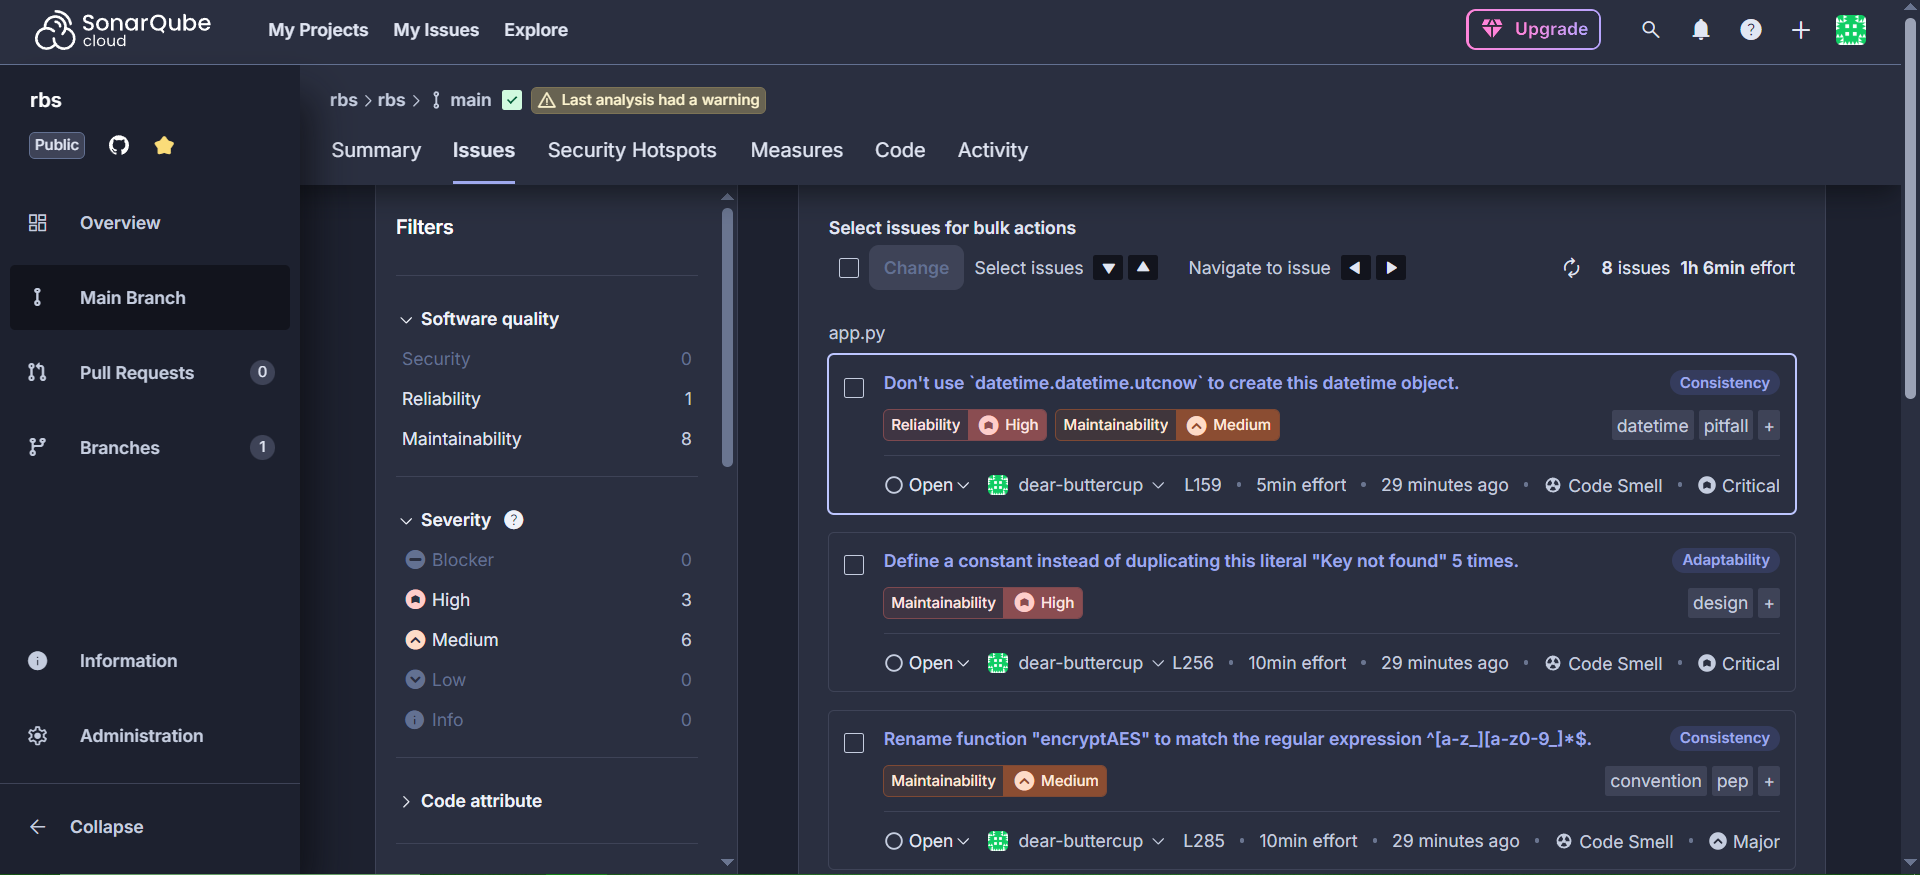 SonarQube cloud
My Projects My Issues Explore
Upgrade
rbs
Public
Overview
Main Branch
Pull Requests 0
Branches 1
Information
Administration
Collapse
rbs > rbs > main Last analysis had a warning
Summary Issues Security Hotspots Measures Code Activity
Filters
Software quality
Security 0
Reliability 1
Maintainability 8
Severity ?
Blocker 0
High 3
Medium 6
Low 0
Info 0
Code attribute
Select issues for bulk actions
Change Select issues Navigate to issue 8 issues 1h 6min effort
app.py
Don't use `datetime.datetime.utcnow` to create this datetime object. Consistency
Reliability High Maintainability Medium datetime pitfall +
Open dear-buttercup L159 • 5min effort • 29 minutes ago • Code Smell • Critical
Define a constant instead of duplicating this literal "Key not found" 5 times. Adaptability
Maintainability High design +
Open dear-buttercup L256 • 10min effort • 29 minutes ago • Code Smell • Critical
Rename function "encryptAES" to match the regular expression ^[a-z_][a-z0-9_]*$. Consistency
Maintainability Medium convention pep +
Open dear-buttercup L285 • 10min effort • 29 minutes ago • Code Smell • Major